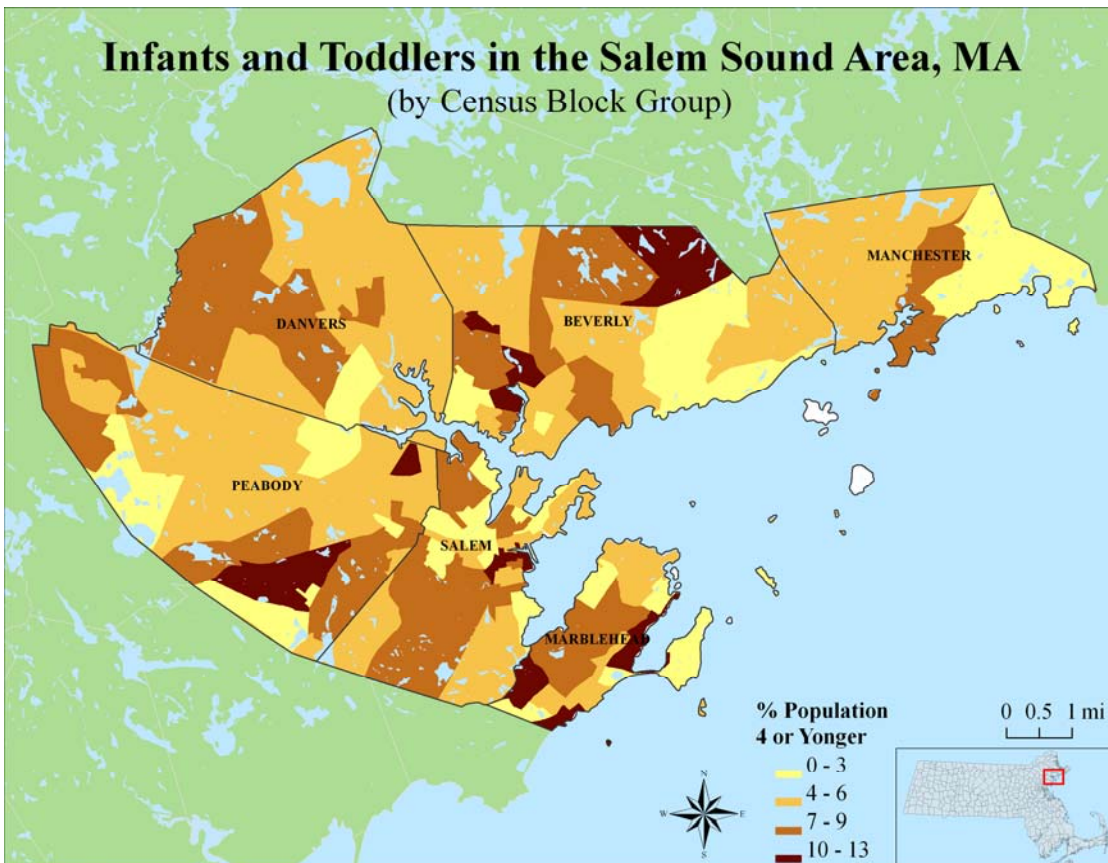 Infants and Toddlers in the Salem Sound Area, MA
(by Census Block Group)
MANCHESTER
DANVERS
BEVERLY
PEABODY
SALEM
MARBLEHEAD
% Population
4 or Yonger
0 - 3
4 - 6
7 - 9
10 - 13
0 0.5 1 mi
N
W E
S